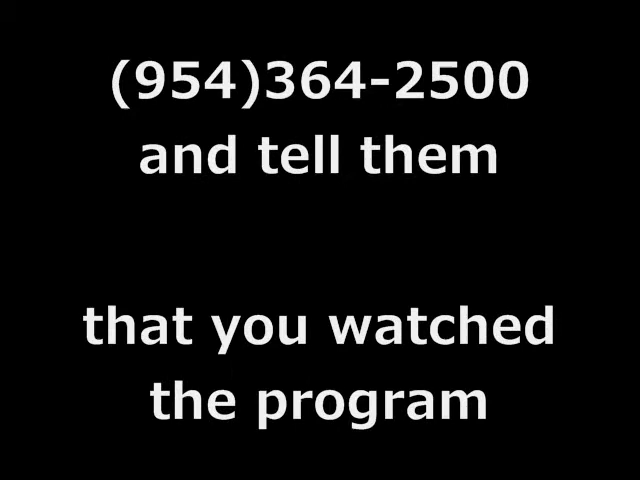 (954)364-2500
and tell them
that you watched
the program